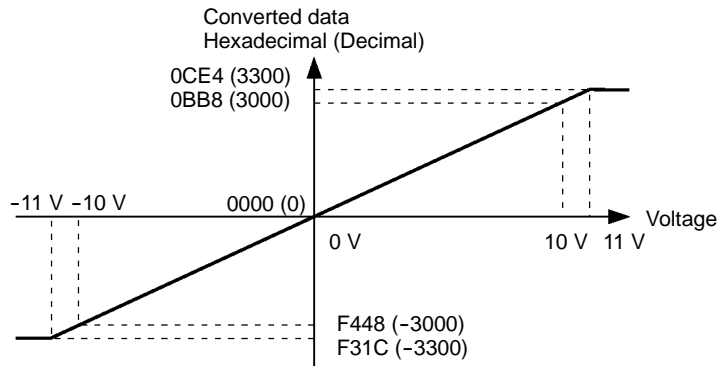 Converted data
Hexadecimal (Decimal)
0CE4 (3300)
0BB8 (3000)
-11 V -10 V
0000 (0)
Voltage
0 V
10 V 11 V
F448 (-3000)
F31C (-3300)